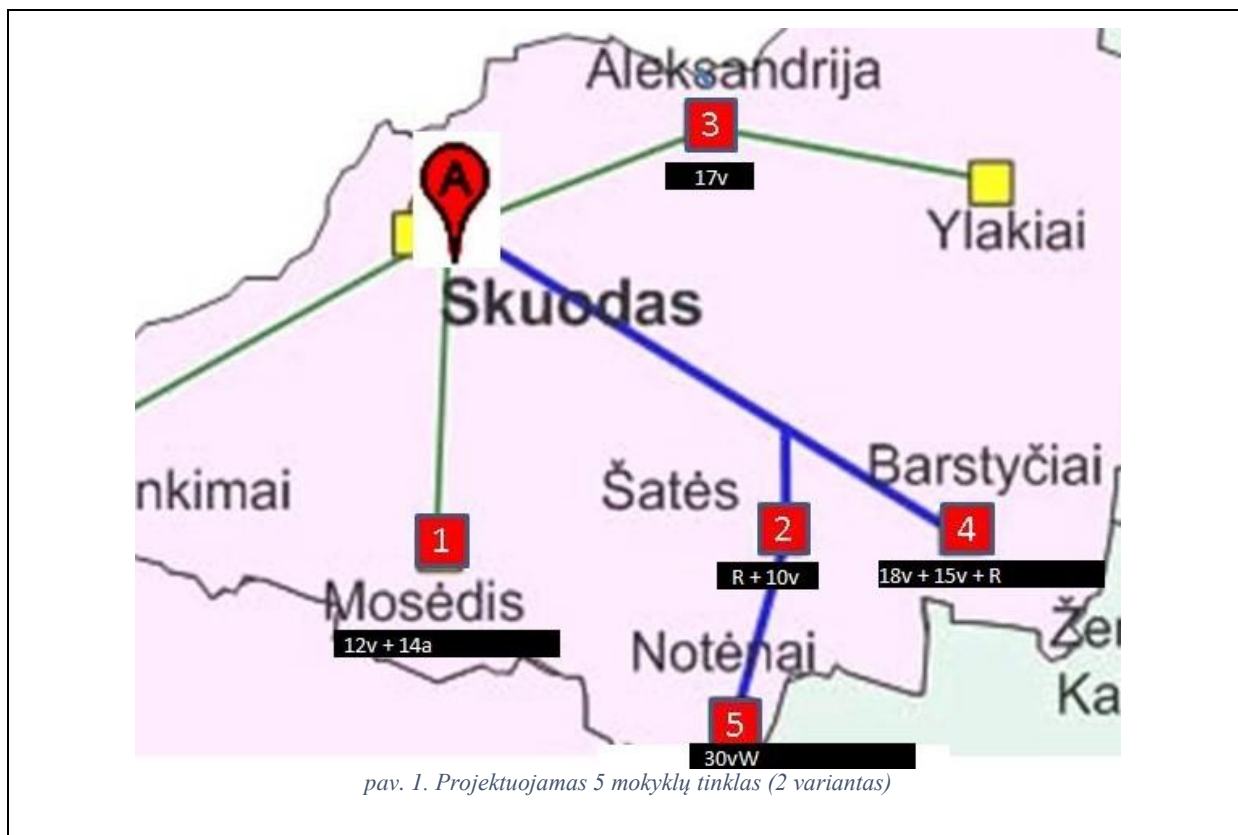 Aleksandrija
3
17v
A
Ylakiai
Skuodas
Barstyčiai
nkimai
Šatės
1
2
4
R + 10v
18v + 15v + R
Mosėdis
12v + 14a
Notėnai
Žer
Ka
5
30vW
pav. 1. Projektuojamas 5 mokyklų tinklas (2 variantas)